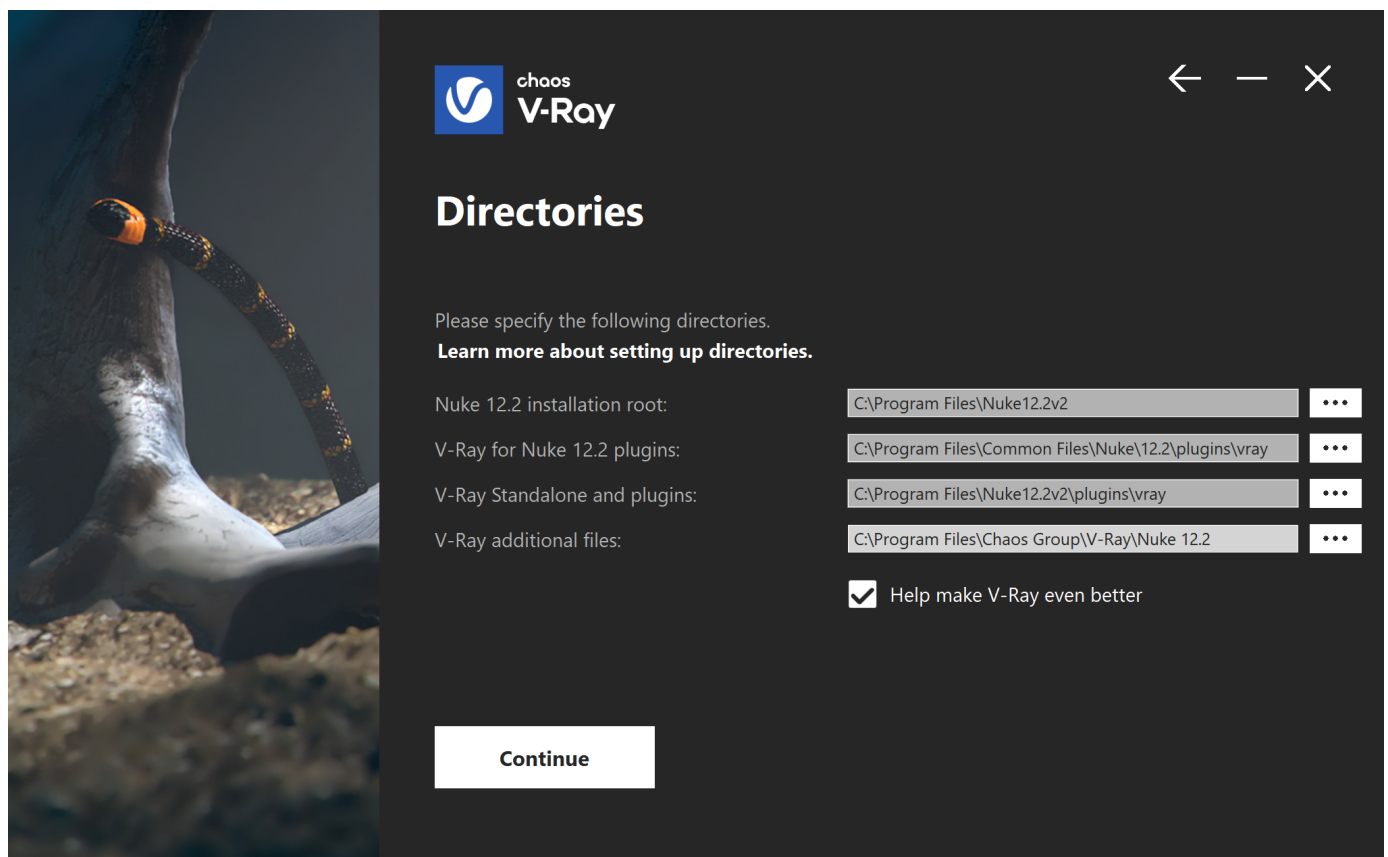 chaos
V-Ray
Directories
Please specify the following directories.
Learn more about setting up directories.
Nuke 12.2 installation root: C:\Program Files\Nuke12.2v2
V-Ray for Nuke 12.2 plugins: C:\Program Files\Common Files\Nuke\12.2\plugins\vray
V-Ray Standalone and plugins: C:\Program Files\Nuke12.2v2\plugins\vray
V-Ray additional files: C:\Program Files\Chaos Group\V-Ray\Nuke 12.2
Help make V-Ray even better
Continue